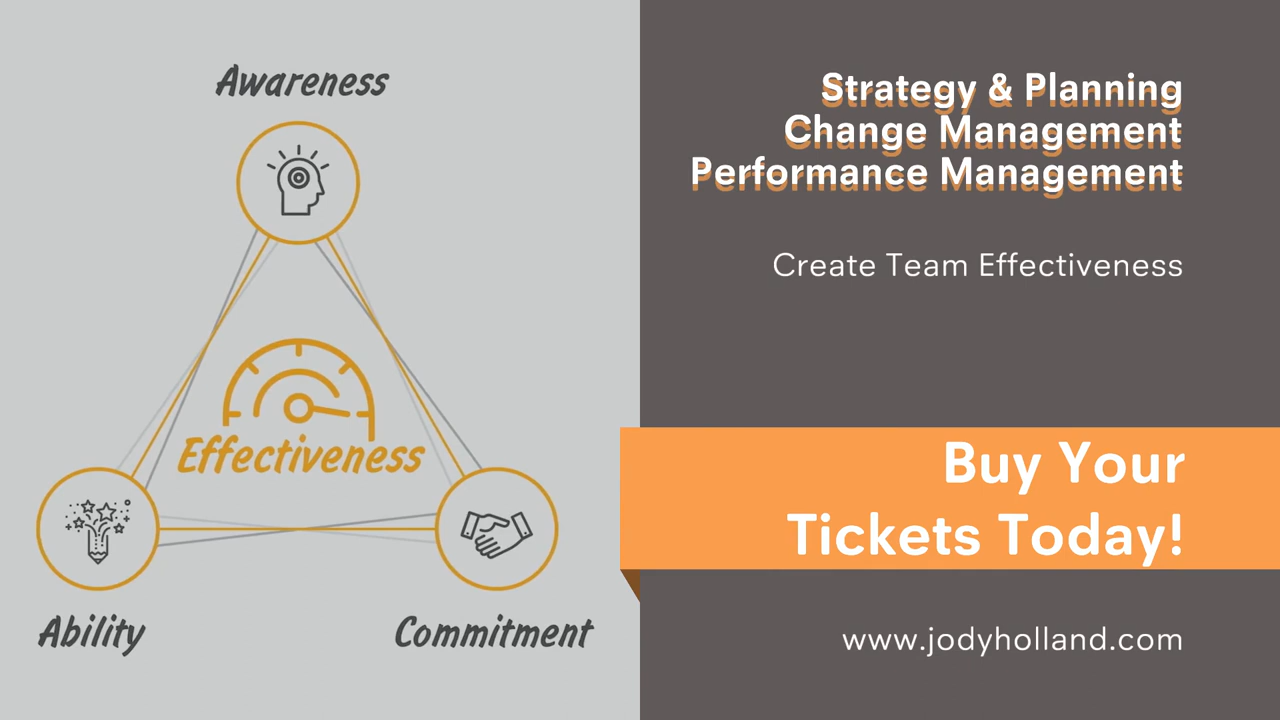 Awareness
Effectiveness
Ability
Commitment
Strategy & Planning
Change Management
Performance Management
Create Team Effectiveness
Buy Your
Tickets Today!
www.jodyholland.com